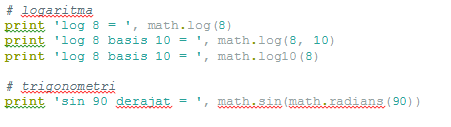 # logaritma
print 'log 8 = ', math.log(8)
print 'log 8 basis 10 = ', math.log(8, 10)
print 'log 8 basis 10 = ', math.log10(8)
# trigonometri
print 'sin 90 derajat = ', math.sin(math.radians(90))